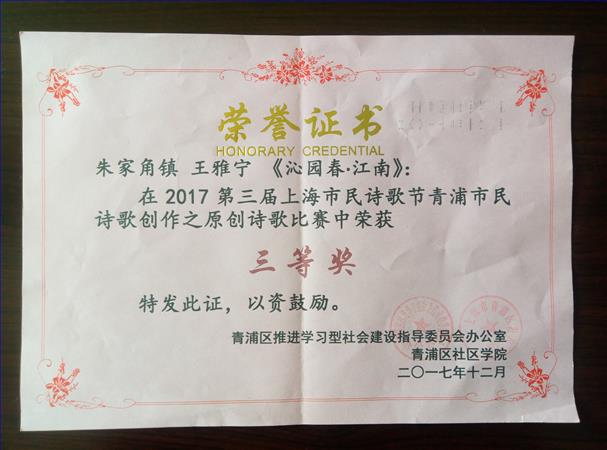 荣誉证书
HONORARY CREDENTIAL
朱家角镇 王雅宁 《沁园春·江南》:
在 2017 第三届上海市民诗歌节青浦市民
诗歌创作之原创诗歌比赛中荣获
三等奖
特发此证，以资鼓励。
青浦区推进学习型社会建设指导委员会办公室
青浦区社区学院
二〇一七年十二月